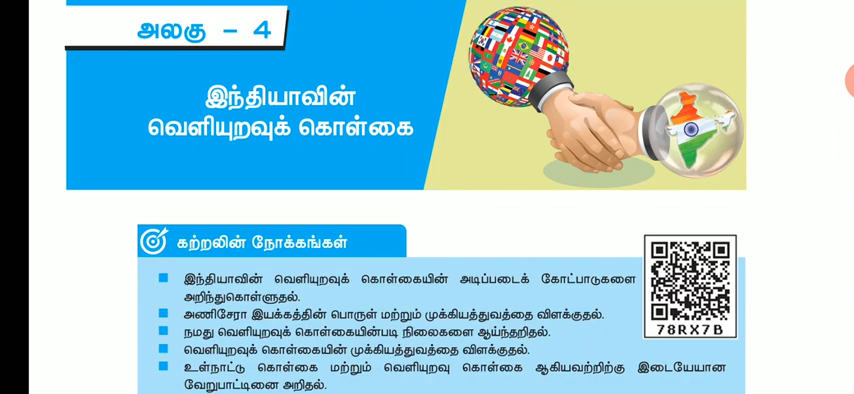 அலகு – 4
இந்தியாவின்
வெளியுறவுக் கொள்கை
கற்றலின் நோக்கங்கள்
■ இந்தியாவின் வெளியுறவுக் கொள்கையின் அடிப்படைக் கோட்பாடுகளை
அறிந்துகொள்ளுதல்.
■ அணிசேரா இயக்கத்தின் பொருள் மற்றும் முக்கியத்துவத்தை விளக்குதல்.
■ நமது வெளியுறவுக் கொள்கையின்படி நிலைகளை ஆய்ந்தறிதல்.
■ வெளியுறவுக் கொள்கையின் முக்கியத்துவத்தை விளக்குதல்.
■ உள்நாட்டு கொள்கை மற்றும் வெளியுறவு கொள்கை ஆகியவற்றிற்கு இடையேயான
வேறுபாட்டினை அறிதல்.
78RX7B